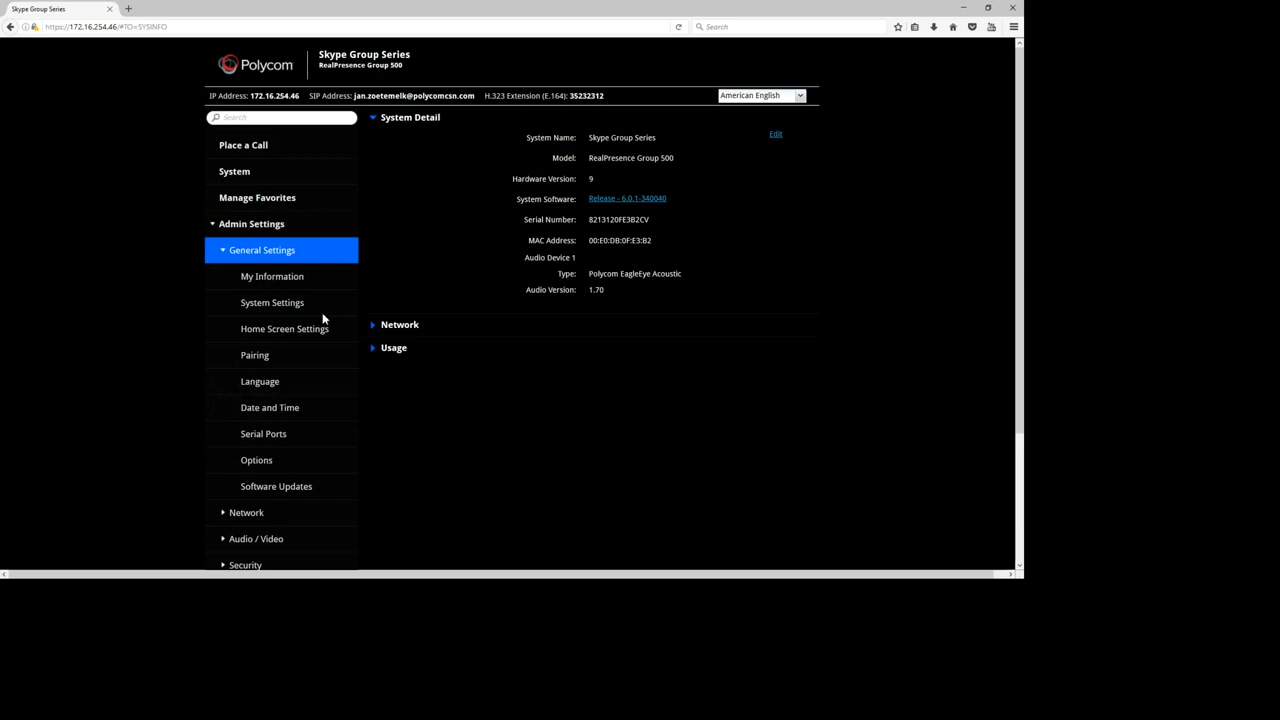 Skype Group Series
https://172.16.254.46/#TO=SYSINFO
Search
Polycom
Skype Group Series
RealPresence Group 500
IP Address: 172.16.254.46 SIP Address: jan.zoetemelk@polycomcsn.com H.323 Extension (E.164): 35232312
American English
Search
Place a Call
System
Manage Favorites
Admin Settings
General Settings
My Information
System Settings
Home Screen Settings
Pairing
Language
Date and Time
Serial Ports
Options
Software Updates
Network
Audio / Video
Security
System Detail
Edit
System Name: Skype Group Series
Model: RealPresence Group 500
Hardware Version: 9
System Software: Release - 6.0.1-340040
Serial Number: 8213120FE3B2CV
MAC Address: 00:E0:DB:0F:E3:B2
Audio Device 1
Type: Polycom EagleEye Acoustic
Audio Version: 1.70
Network
Usage